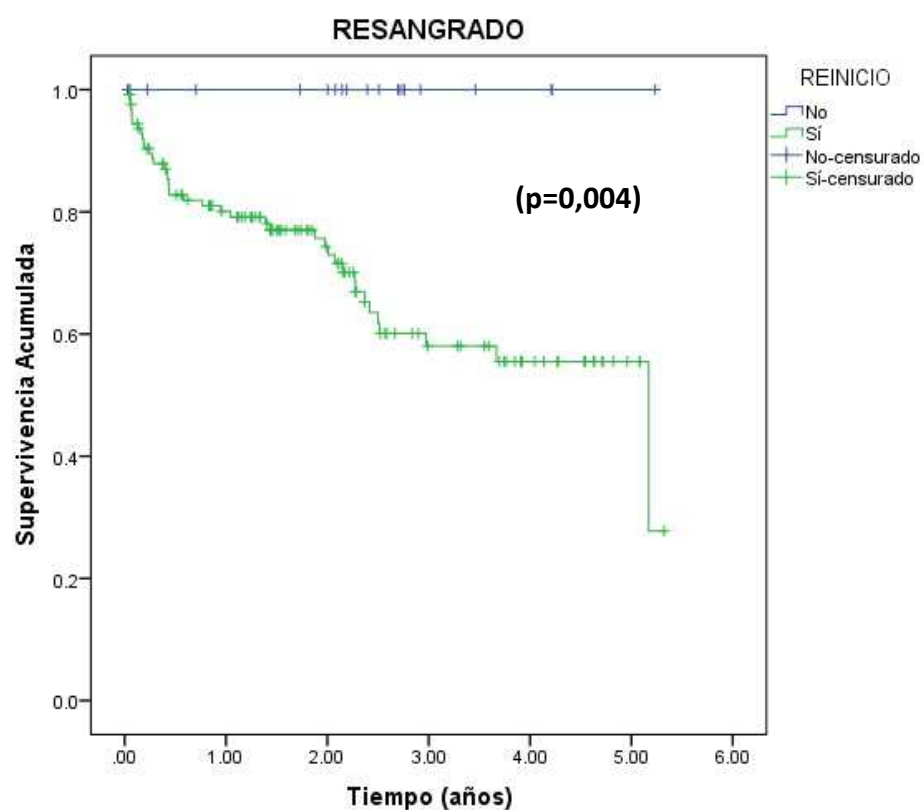 RESANGRADO
REINICIO
No
Sí
No-censurado
Sí-censurado
(p=0,004)
Supervivencia Acumulada
1.0
0.8
0.6
0.4
0.2
0.0
.00 1.00 2.00 3.00 4.00 5.00 6.00
Tiempo (años)